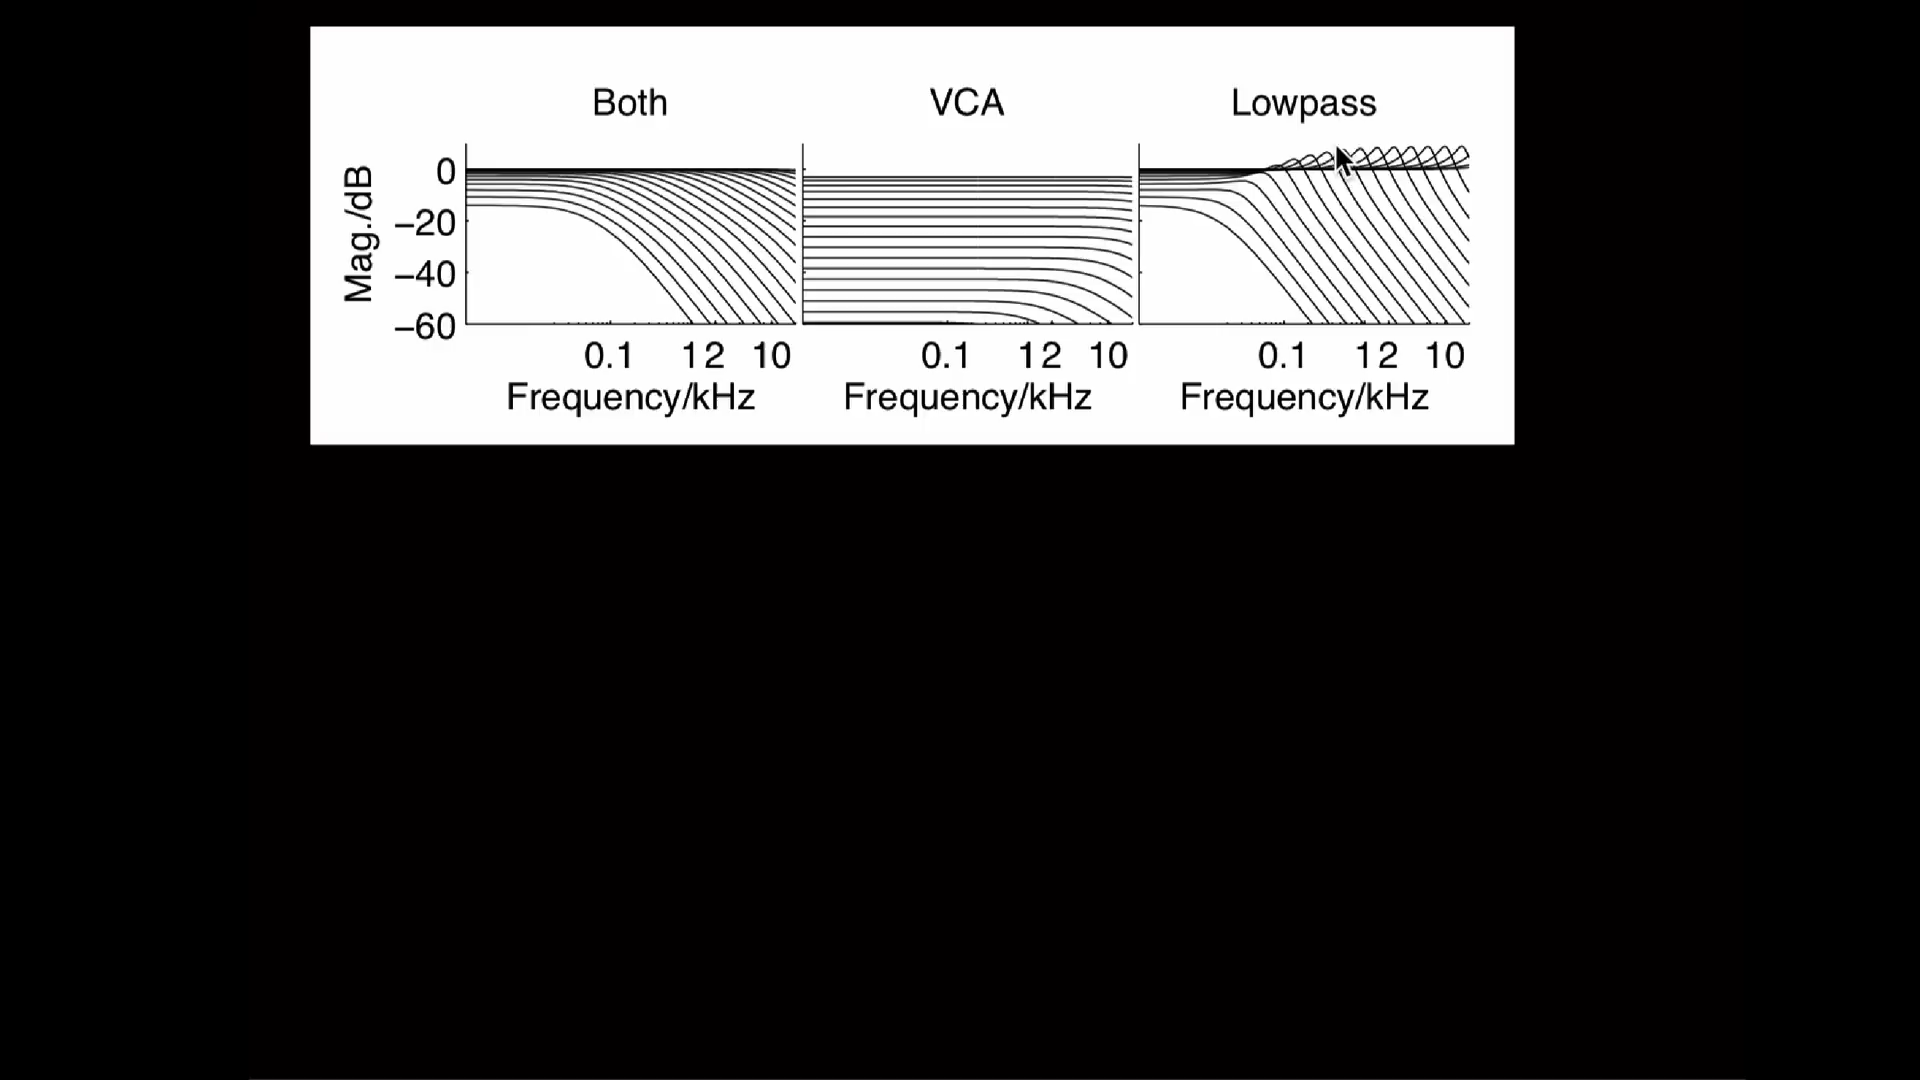 Both VCA Lowpass
Mag./dB
0
−20
−40
−60
0.1 1 2 10 0.1 1 2 10 0.1 1 2 10
Frequency/kHz Frequency/kHz Frequency/kHz